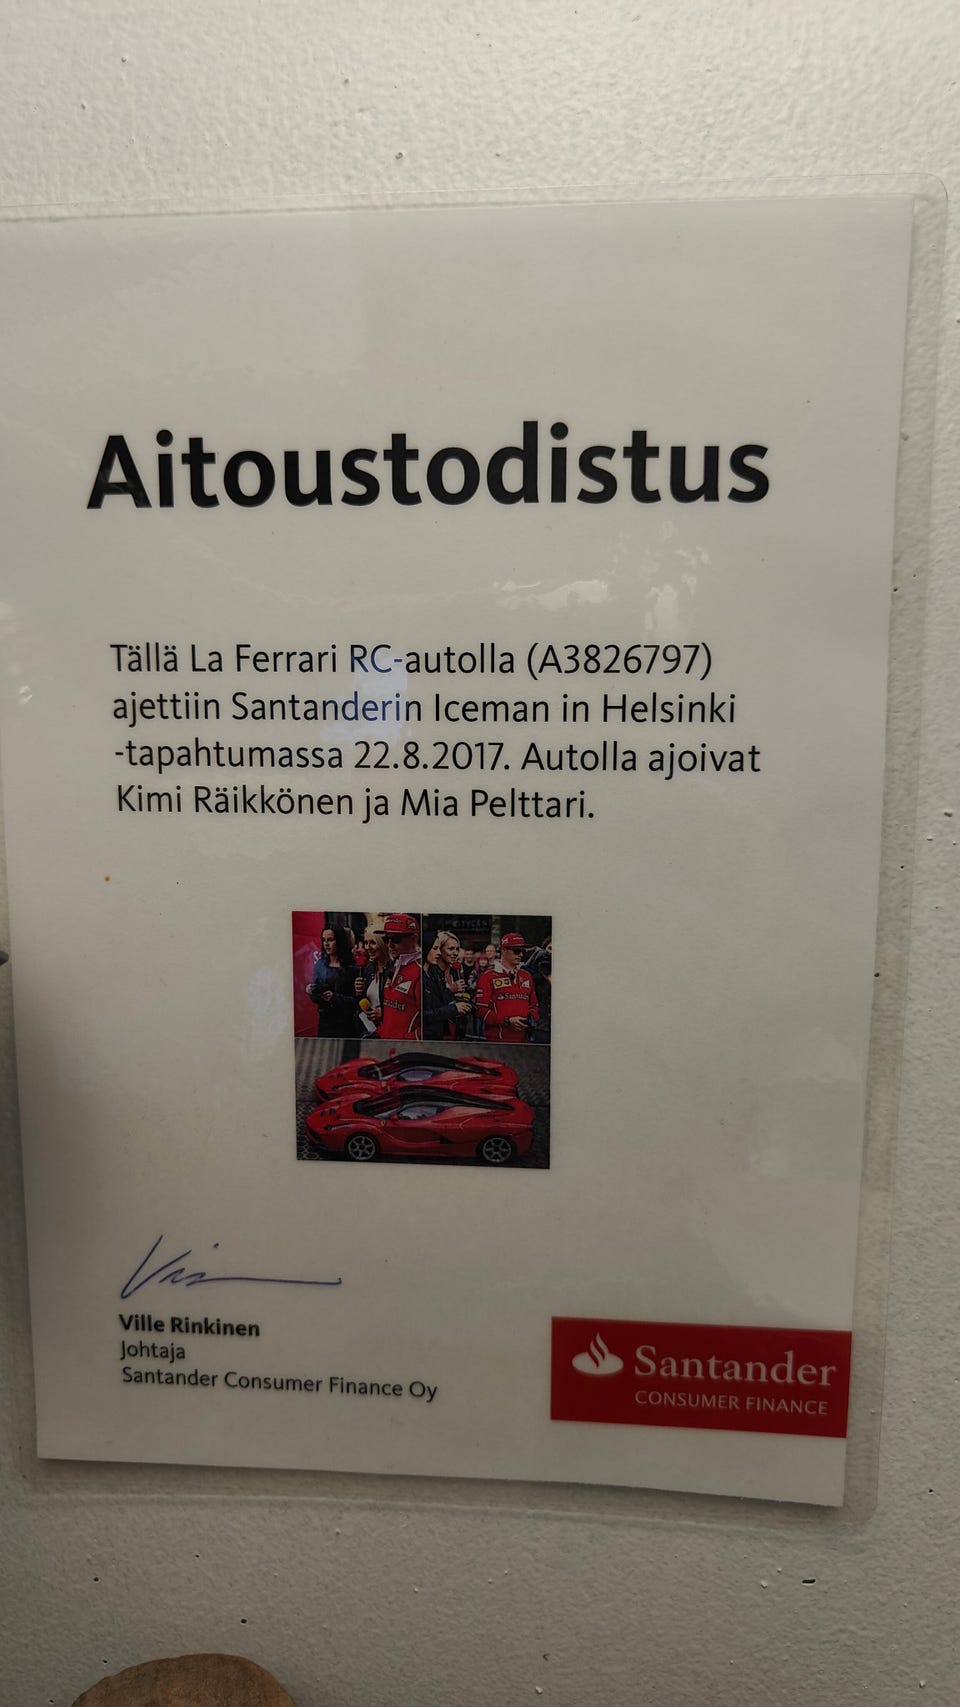 Aitoustodistus
Tällä La Ferrari RC-autolla (A3826797)
ajettiin Santanderin Iceman in Helsinki
-tapahtumassa 22.8.2017. Autolla ajoivat
Kimi Räikkönen ja Mia Pelttari.
Ville Rinkinen
Johtaja
Santander Consumer Finance Oy
Santander
CONSUMER FINANCE